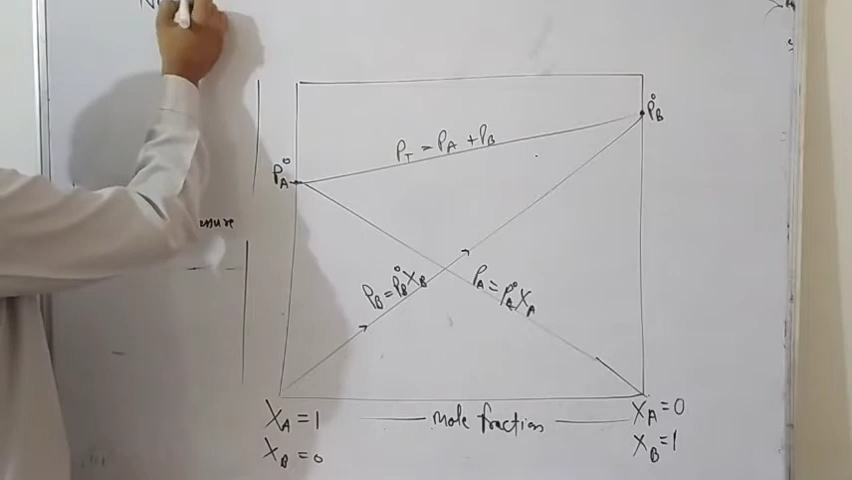 P°B
PT = PA + PB
P°A
PB = P°B XB
PA = P°A XA
XA = 1
mole fraction
XA = 0
XB = 0
XB = 1